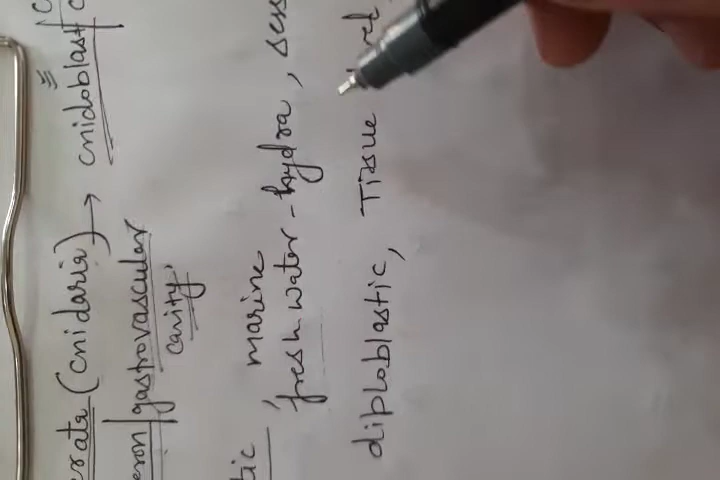 erata (cnidaria) → cnidoblast
eron/gastrovascular
cavity,
tic, marine
fresh water - hydra, sess
diploblastic, Tissue